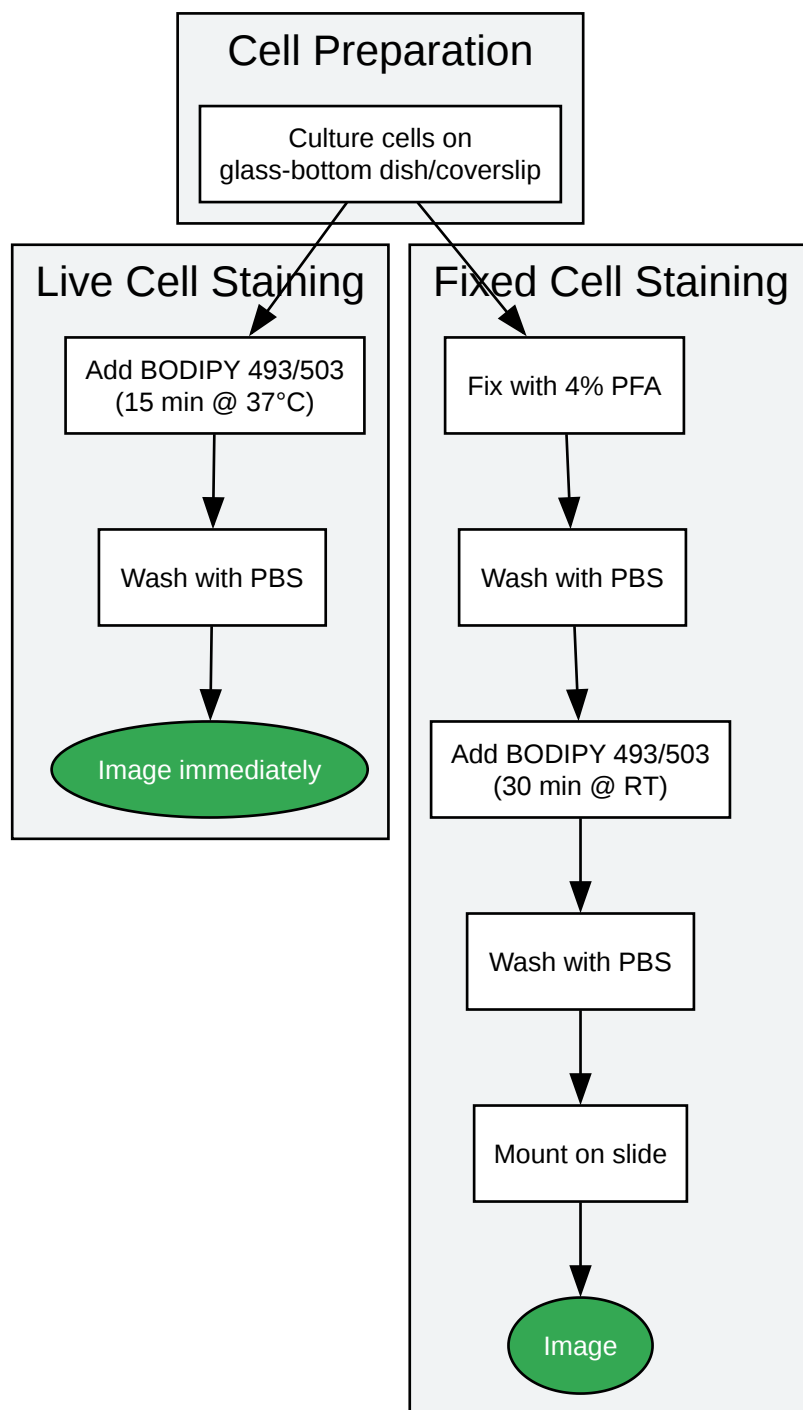 Cell Preparation
Culture cells on
glass-bottom dish/coverslip
Live Cell Staining
Add BODIPY 493/503
(15 min @ 37°C)
Wash with PBS
Image immediately
Fixed Cell Staining
Fix with 4% PFA
Wash with PBS
Add BODIPY 493/503
(30 min @ RT)
Wash with PBS
Mount on slide
Image